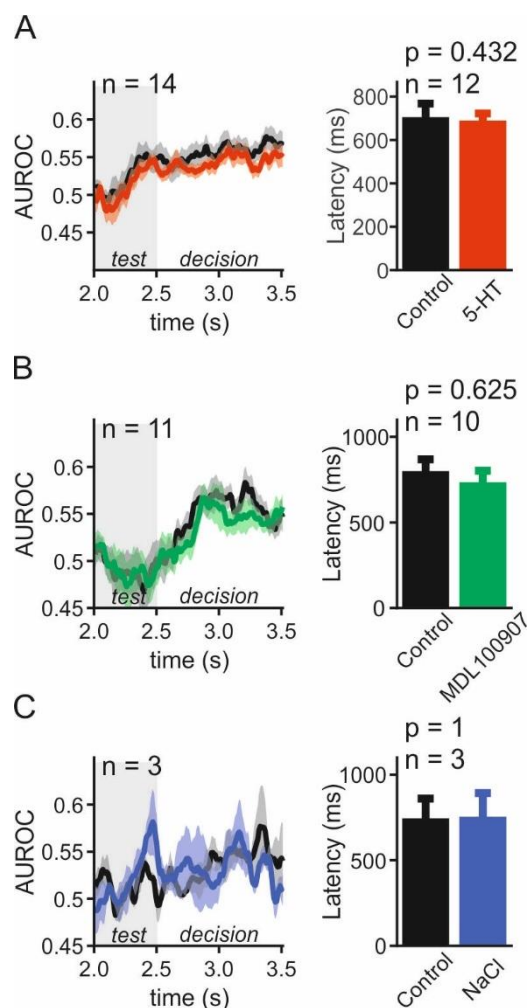 A
n = 14
AUROC
0.6
0.55
0.5
0.45
test
decision
2.0
2.5
3.0
3.5
time (s)
p = 0.432
n = 12
Latency (ms)
800
600
400
200
0
Control
5-HT
B
n = 11
AUROC
0.6
0.55
0.5
0.45
test
decision
2.0
2.5
3.0
3.5
time (s)
p = 0.625
n = 10
Latency (ms)
1000
500
0
Control
MDL100907
C
n = 3
AUROC
0.6
0.55
0.5
0.45
test
decision
2.0
2.5
3.0
3.5
time (s)
p = 1
n = 3
Latency (ms)
1000
500
0
Control
NaCl